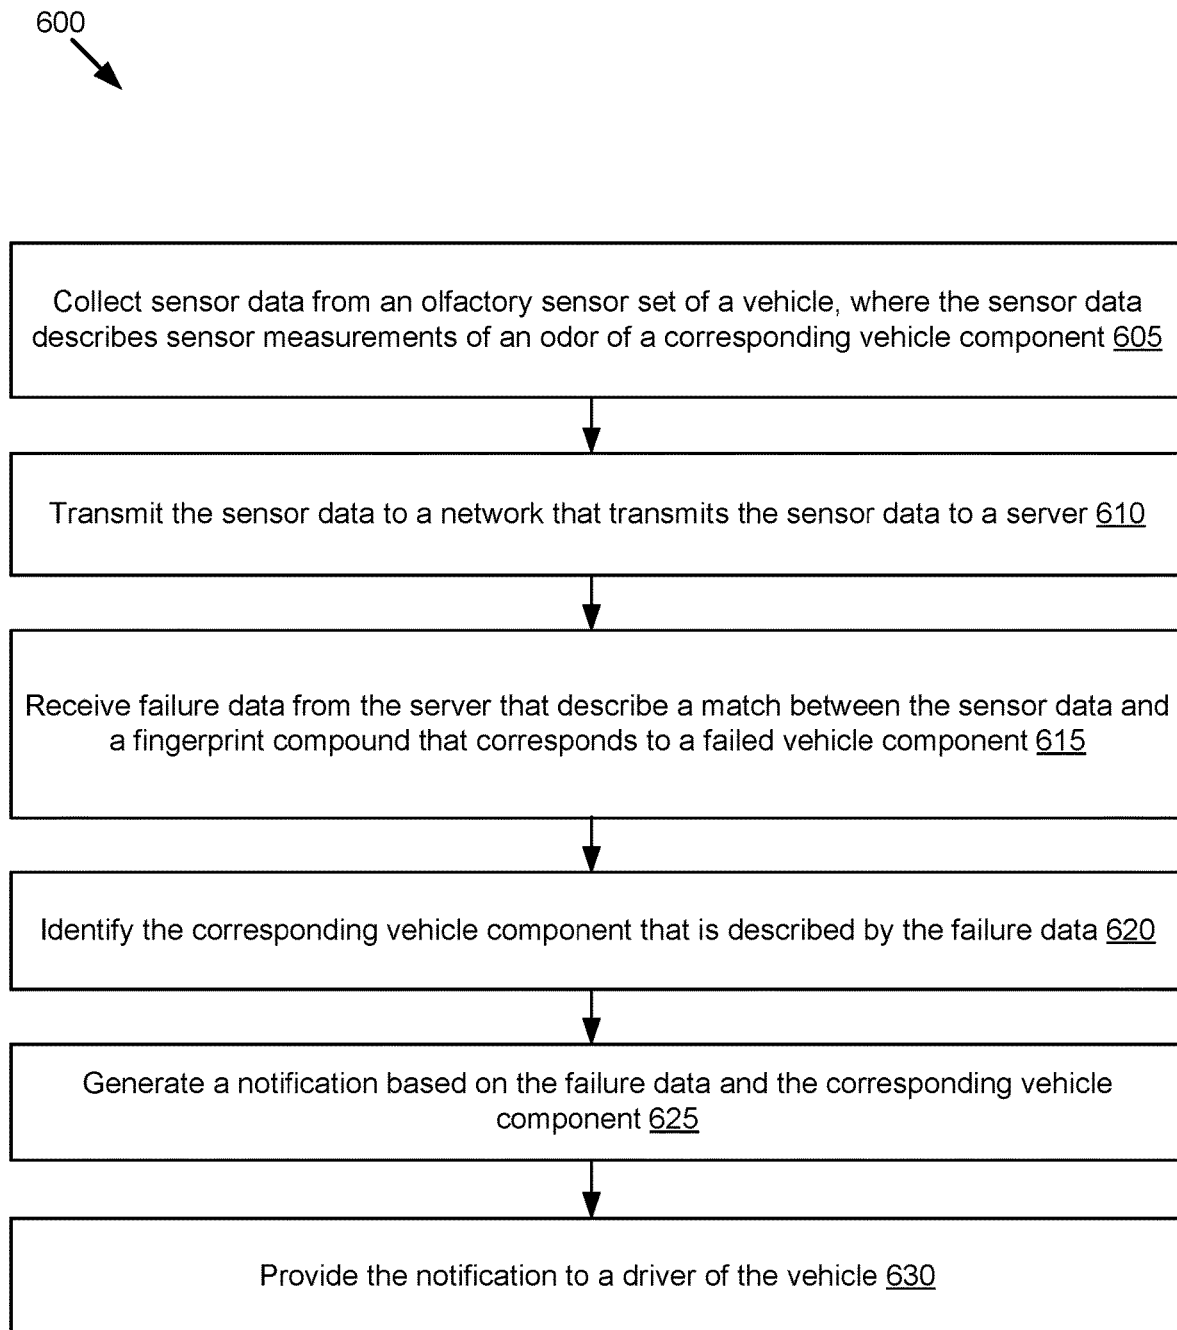 600
Collect sensor data from an olfactory sensor set of a vehicle, where the sensor data
describes sensor measurements of an odor of a corresponding vehicle component 605
Transmit the sensor data to a network that transmits the sensor data to a server 610
Receive failure data from the server that describe a match between the sensor data and
a fingerprint compound that corresponds to a failed vehicle component 615
Identify the corresponding vehicle component that is described by the failure data 620
Generate a notification based on the failure data and the corresponding vehicle
component 625
Provide the notification to a driver of the vehicle 630